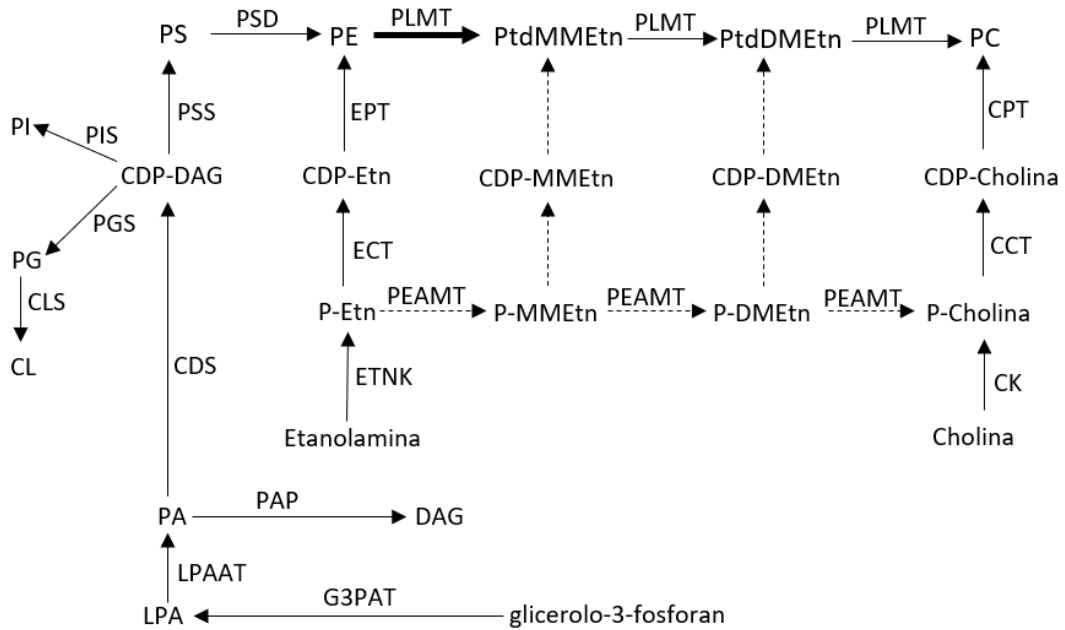 PS PSD PE PLMT PtdMMEtn PLMT PtdDMEtn PLMT PC
PSS EPT CPT
PI PIS
CDP-DAG CDP-Etn CDP-MMEtn CDP-DMEtn CDP-Cholina
PGS
PG ECT CCT
CLS PEAMT PEAMT PEAMT
P-Etn P-MMEtn P-DMEtn P-Cholina
CL CDS ETNK CK
Etanolamina Cholina
PA PAP DAG
LPAAT
LPA G3PAT glicerolo-3-fosforan